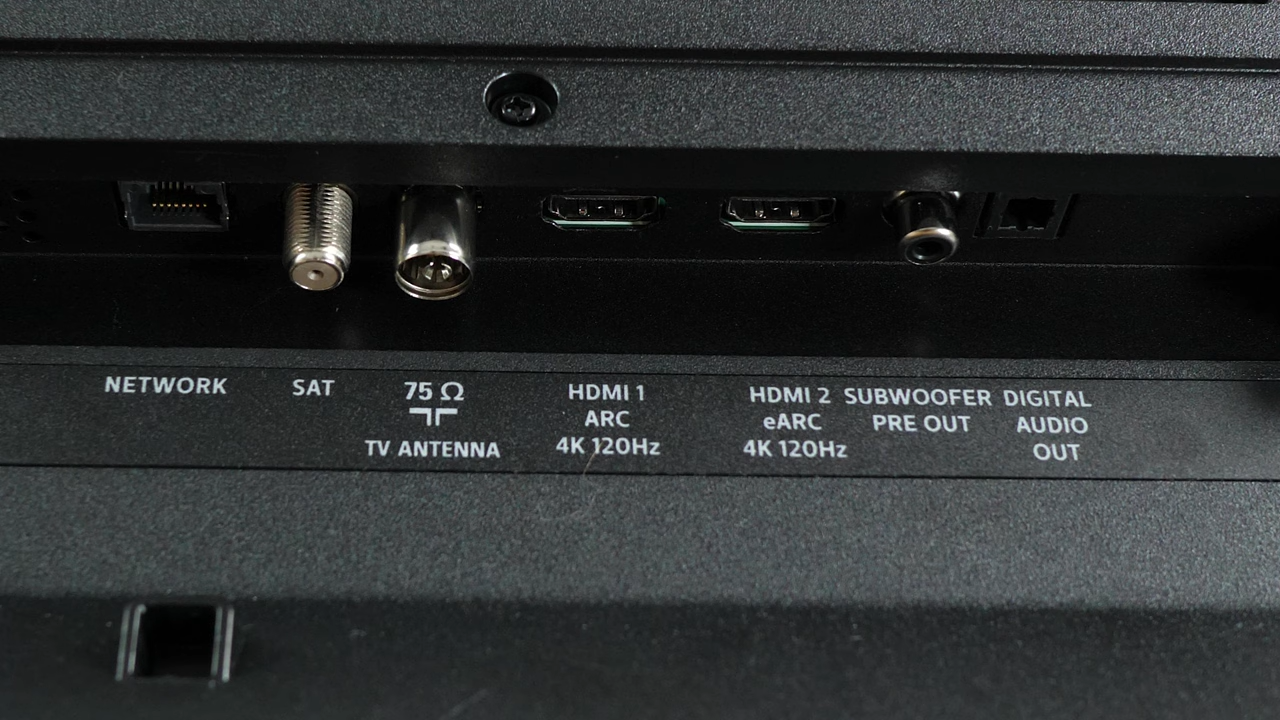 NETWORK
SAT
75 Ω
TV ANTENNA
HDMI 1
ARC
4K 120Hz
HDMI 2
eARC
4K 120Hz
SUBWOOFER
PRE OUT
DIGITAL
AUDIO
OUT